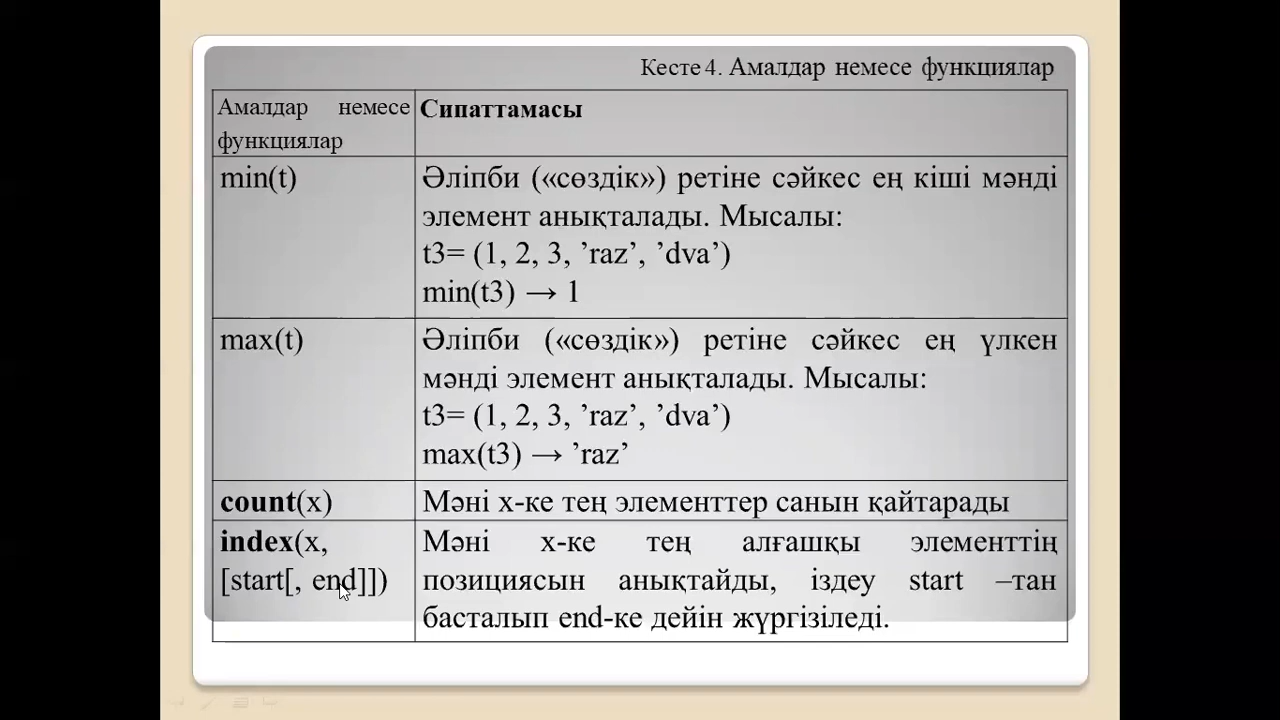 Кесте 4. Амалдар немесе функциялар
Амалдар немесе
функциялар
Сипаттамасы
min(t)
Әліпби («сөздік») ретіне сәйкес ең кіші мәнді
элемент анықталады. Мысалы:
t3= (1, 2, 3, ’raz’, ’dva’)
min(t3) → 1
max(t)
Әліпби («сөздік») ретіне сәйкес ең үлкен
мәнді элемент анықталады. Мысалы:
t3= (1, 2, 3, ’raz’, ’dva’)
max(t3) → ’raz’
count(x)
Мәні x-ке тең элементтер санын қайтарады
index(x,
[start[, end]])
Мәні x-ке тең алғашқы элементтің
позициясын анықтайды, іздеу start –тан
басталып end-ке дейін жүргізіледі.